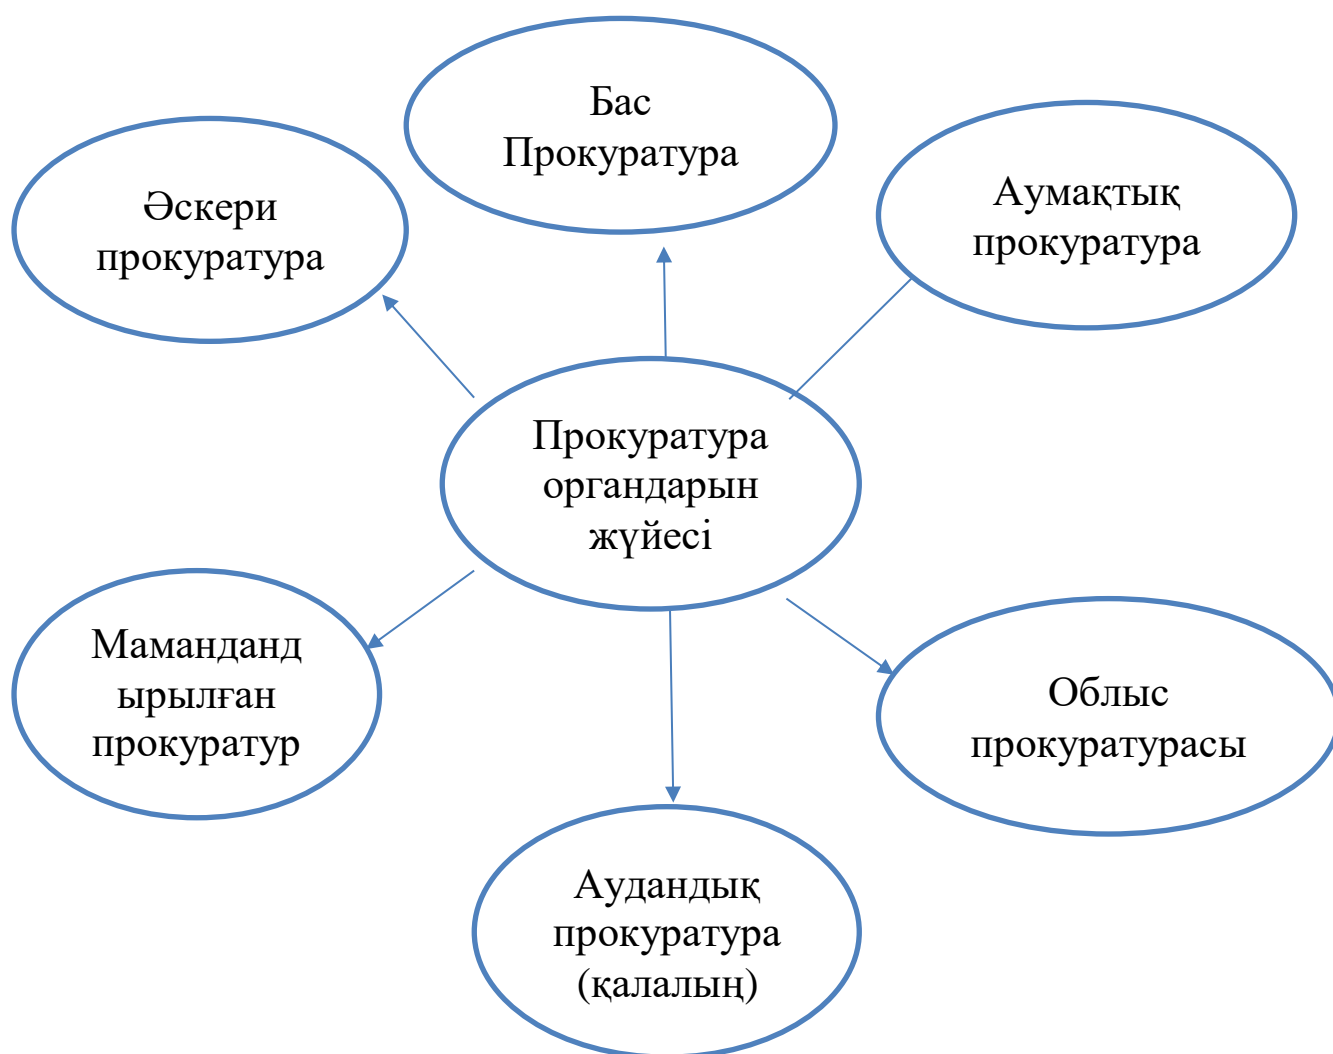 Бас
Прокуратура
Әскери
прокуратура
Аумақтық
прокуратура
Прокуратура
органдарын
жүйесі
Маманданд
ырылған
прокуратур
Облыс
прокуратурасы
Аудандық
прокуратура
(қалалың)